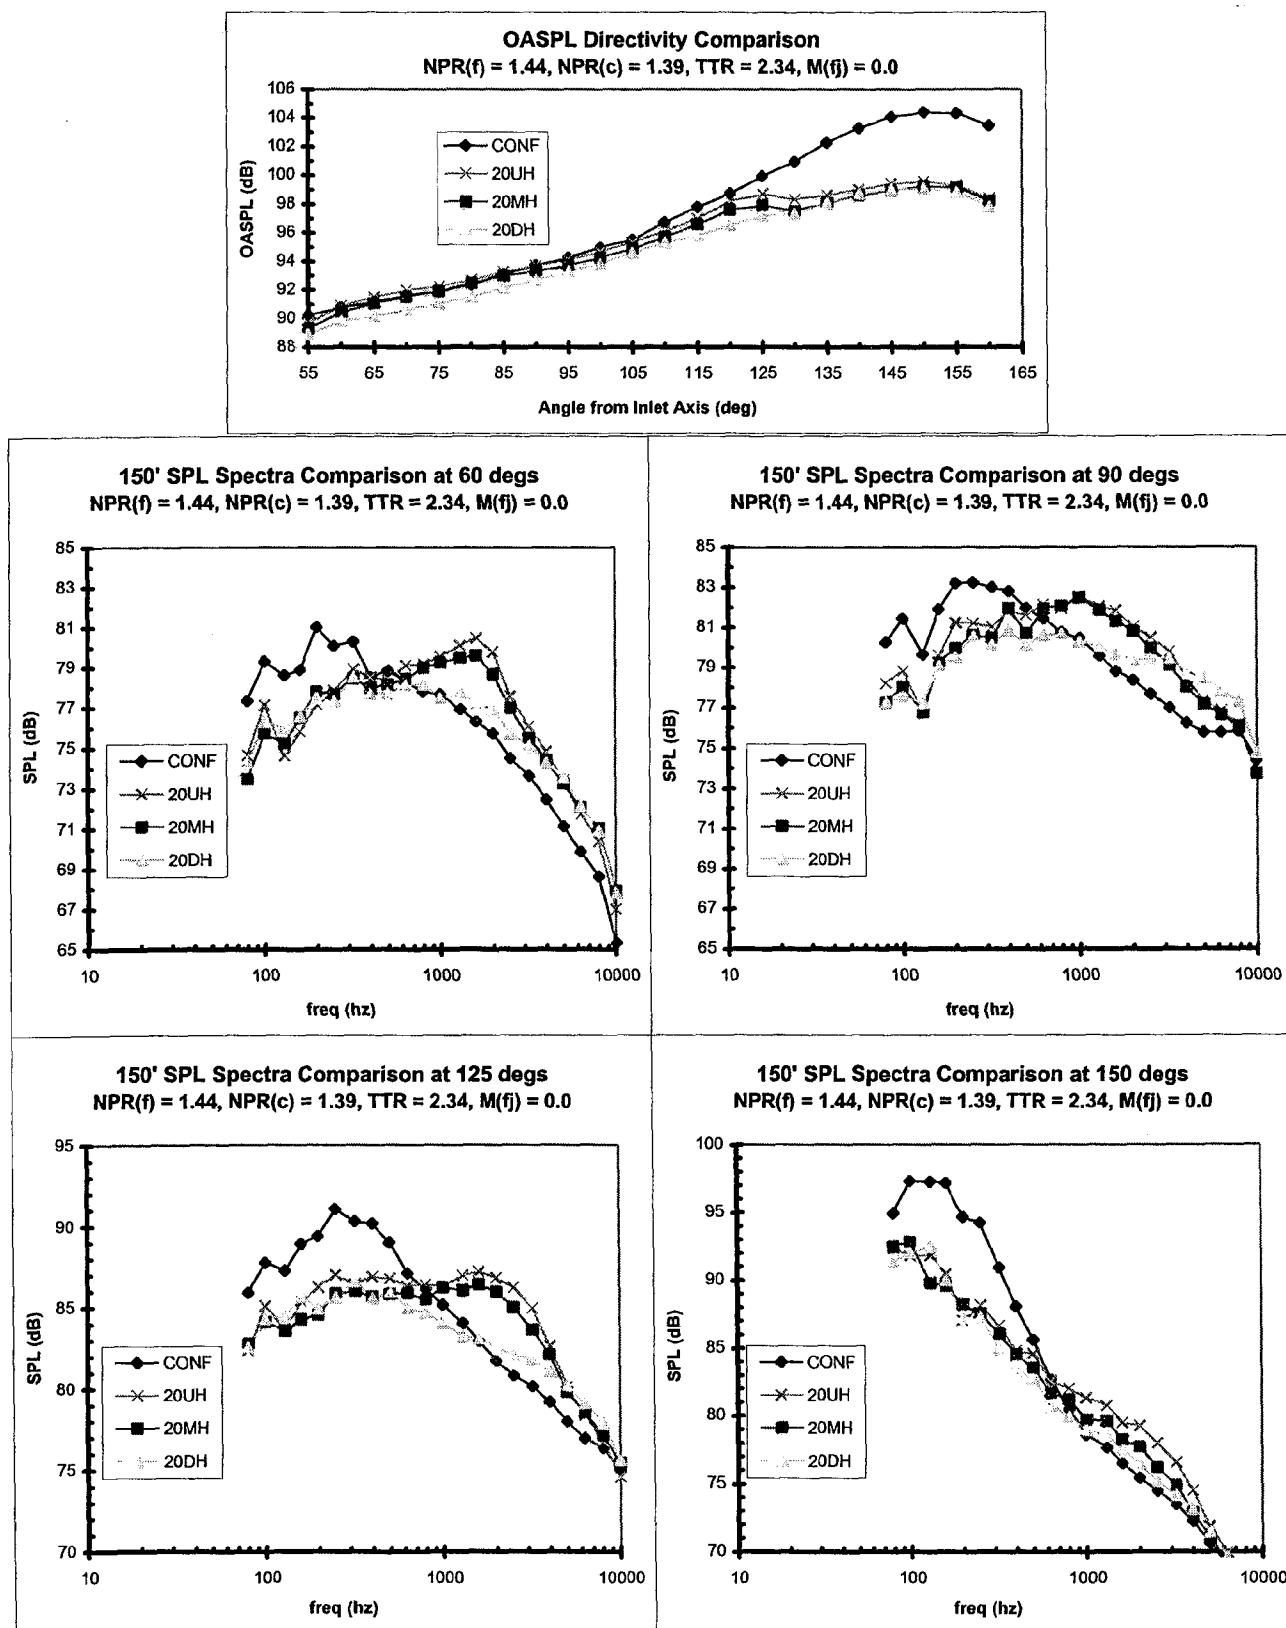 OASPL Directivity Comparison
NPR(f) = 1.44, NPR(c) = 1.39, TTR = 2.34, M(fj) = 0.0
106
104
102
100
98
96
94
92
90
88
OASPL (dB)
CONF
20UH
20MH
20DH
55 65 75 85 95 105 115 125 135 145 155 165
Angle from Inlet Axis (deg)
150' SPL Spectra Comparison at 60 degs
NPR(f) = 1.44, NPR(c) = 1.39, TTR = 2.34, M(fj) = 0.0
85
83
81
79
77
75
73
71
69
67
65
SPL (dB)
CONF
20UH
20MH
20DH
10 100 1000 10000
freq (hz)
150' SPL Spectra Comparison at 90 degs
NPR(f) = 1.44, NPR(c) = 1.39, TTR = 2.34, M(fj) = 0.0
85
83
81
79
77
75
73
71
69
67
65
SPL (dB)
CONF
20UH
20MH
20DH
10 100 1000 10000
freq (hz)
150' SPL Spectra Comparison at 125 degs
NPR(f) = 1.44, NPR(c) = 1.39, TTR = 2.34, M(fj) = 0.0
95
90
85
80
75
70
SPL (dB)
CONF
20UH
20MH
20DH
10 100 1000 10000
freq (hz)
150' SPL Spectra Comparison at 150 degs
NPR(f) = 1.44, NPR(c) = 1.39, TTR = 2.34, M(fj) = 0.0
100
95
90
85
80
75
70
SPL (dB)
CONF
20UH
20MH
20DH
10 100 1000 10000
freq (hz)